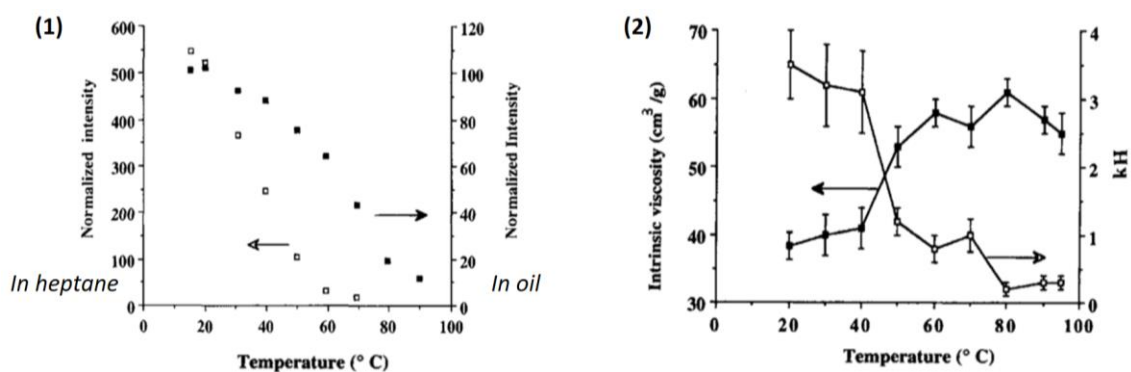 (1)
600
500
400
300
200
100
0
Normalized intensity
120
100
80
60
40
20
0
Normalized Intensity
In heptane
In oil
0 20 40 60 80 100
Temperature (° C)
(2)
70
60
50
40
30
Intrinsic viscosity (cm³ /g)
4
3
2
1
0
kH
0 20 40 60 80 100
Temperature (° C)